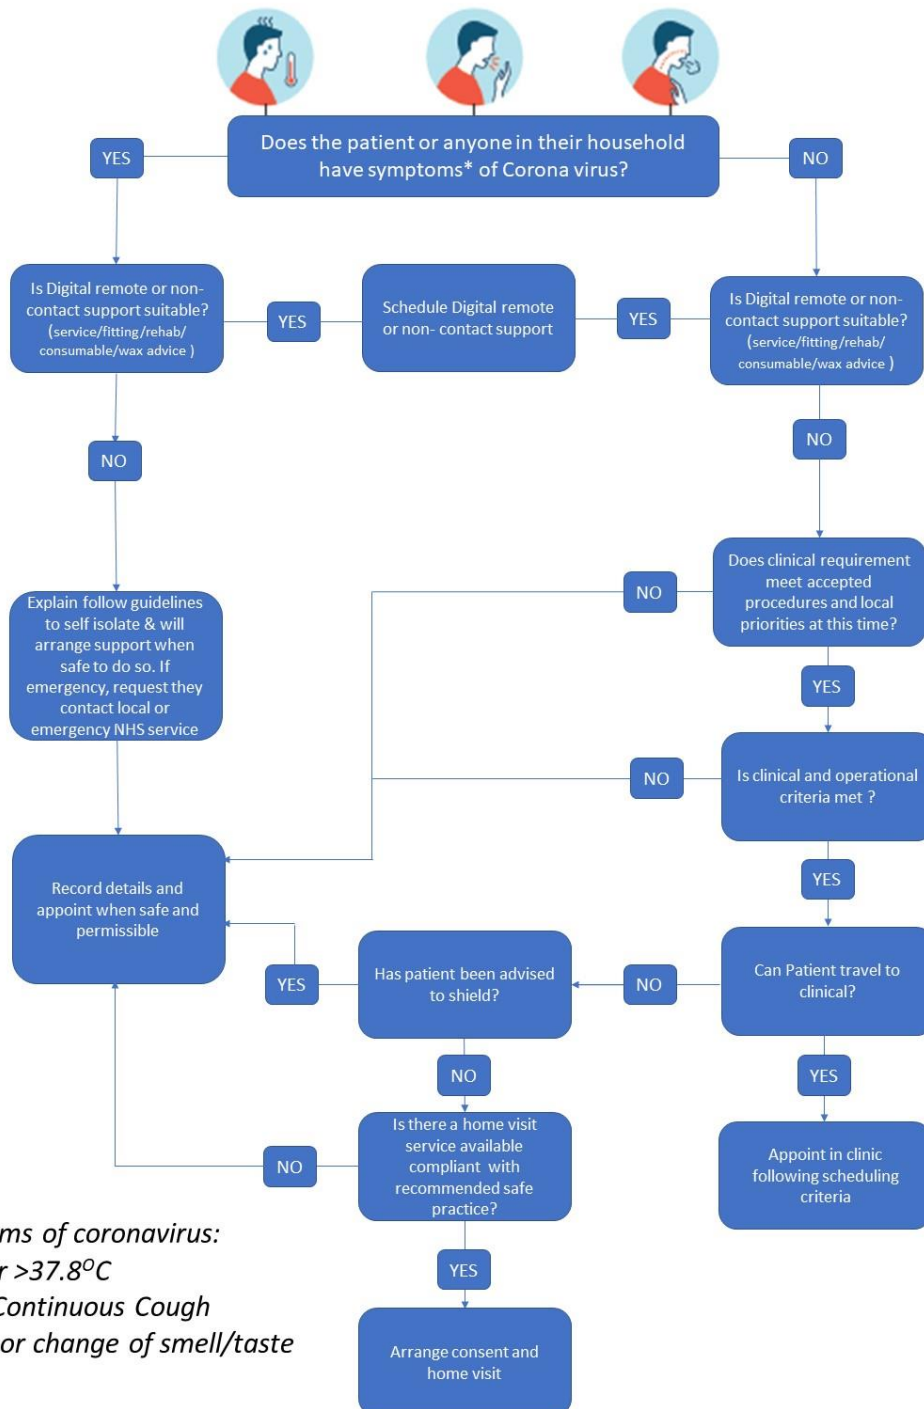 Does the patient or anyone in their household
have symptoms* of Corona virus?
YES
NO
Is Digital remote or non-
contact support suitable?
(service/fitting/rehab/
consumable/wax advice )
YES
Schedule Digital remote
or non- contact support
YES
Is Digital remote or non-
contact support suitable?
(service/fitting/rehab/
consumable/wax advice )
NO
NO
Explain follow guidelines
to self isolate & will
arrange support when
safe to do so. If
emergency, request they
contact local or
emergency NHS service
NO
Does clinical requirement
meet accepted
procedures and local
priorities at this time?
YES
NO
Is clinical and operational
criteria met ?
YES
Record details and
appoint when safe and
permissible
YES
Has patient been advised
to shield?
NO
Can Patient travel to
clinical?
NO
YES
NO
Is there a home visit
service available
compliant with
recommended safe
practice?
Appoint in clinic
following scheduling
criteria
YES
Arrange consent and
home visit
of coronavirus:
>37.8°C
Continuous Cough
or change of smell/taste